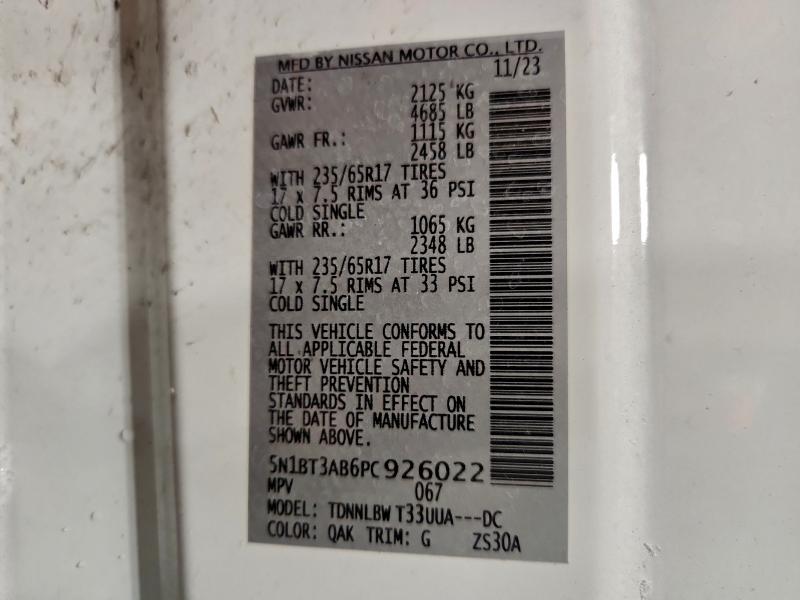 MFD BY NISSAN MOTOR CO., LTD.
DATE: 11/23
GVWR: 2125 KG
4685 LB
GAWR FR.: 1115 KG
2458 LB
WITH 235/65R17 TIRES
17 x 7.5 RIMS AT 36 PSI
COLD SINGLE
GAWR RR.: 1065 KG
2348 LB
WITH 235/65R17 TIRES
17 x 7.5 RIMS AT 33 PSI
COLD SINGLE
THIS VEHICLE CONFORMS TO
ALL APPLICABLE FEDERAL
MOTOR VEHICLE SAFETY AND
THEFT PREVENTION
STANDARDS IN EFFECT ON
THE DATE OF MANUFACTURE
SHOWN ABOVE.
5N1BT3AB6PC926022
MPV 067
MODEL: TDNNLBW T33UUA---DC
COLOR: QAK TRIM: G ZS30A